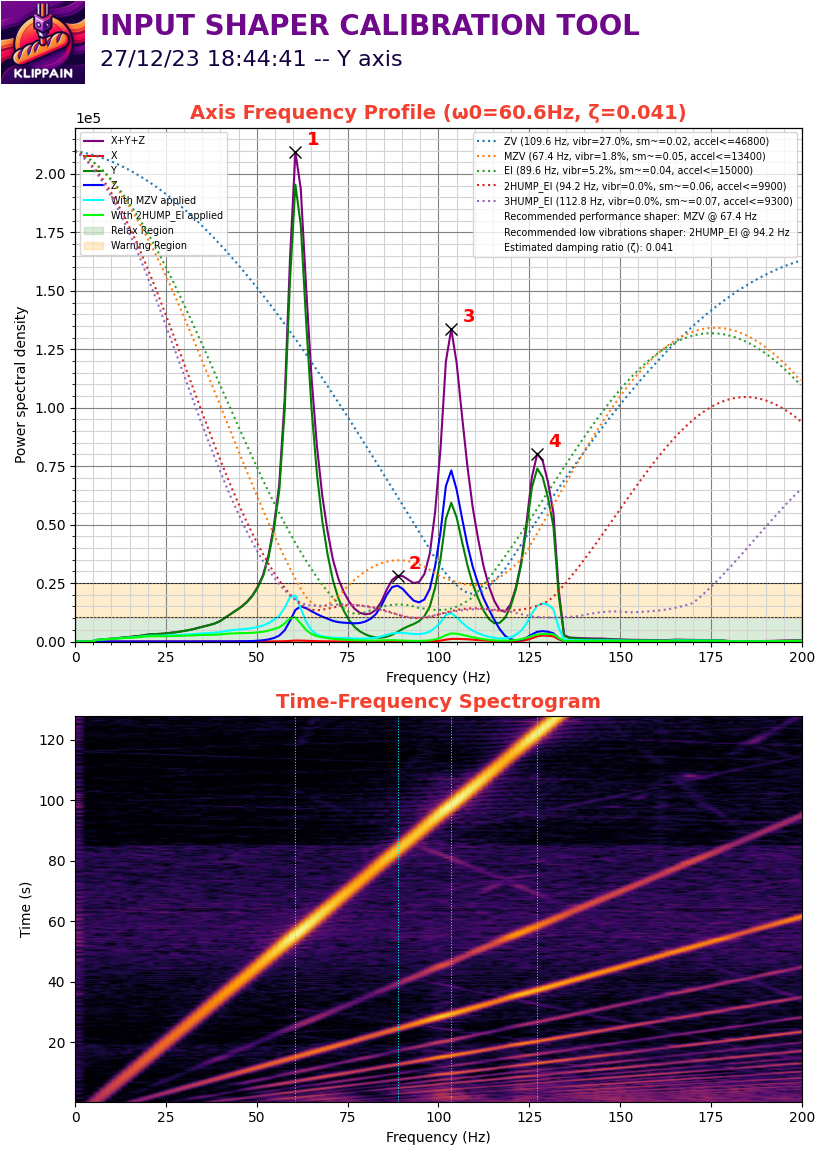 INPUT SHAPER CALIBRATION TOOL
27/12/23 18:44:41 -- Y axis
KLIPPAIN
Axis Frequency Profile (ω0=60.6Hz, ζ=0.041)
1e5
X+Y+Z
X
Y
Z
With MZV applied
With 2HUMP_EI applied
Relax Region
Warning Region
ZV (109.6 Hz, vibr=27.0%, sm~=0.02, accel<=46800)
MZV (67.4 Hz, vibr=1.8%, sm~=0.05, accel<=13400)
EI (89.6 Hz, vibr=5.2%, sm~=0.04, accel<=15000)
2HUMP_EI (94.2 Hz, vibr=0.0%, sm~=0.06, accel<=9900)
3HUMP_EI (112.8 Hz, vibr=0.0%, sm~=0.07, accel<=9300)
Recommended performance shaper: MZV @ 67.4 Hz
Recommended low vibrations shaper: 2HUMP_EI @ 94.2 Hz
Estimated damping ratio (ζ): 0.041
1
2
3
4
Power spectral density
2.00
1.75
1.50
1.25
1.00
0.75
0.50
0.25
0.00
0 25 50 75 100 125 150 175 200
Frequency (Hz)
Time-Frequency Spectrogram
Time (s)
120
100
80
60
40
20
0 25 50 75 100 125 150 175 200
Frequency (Hz)